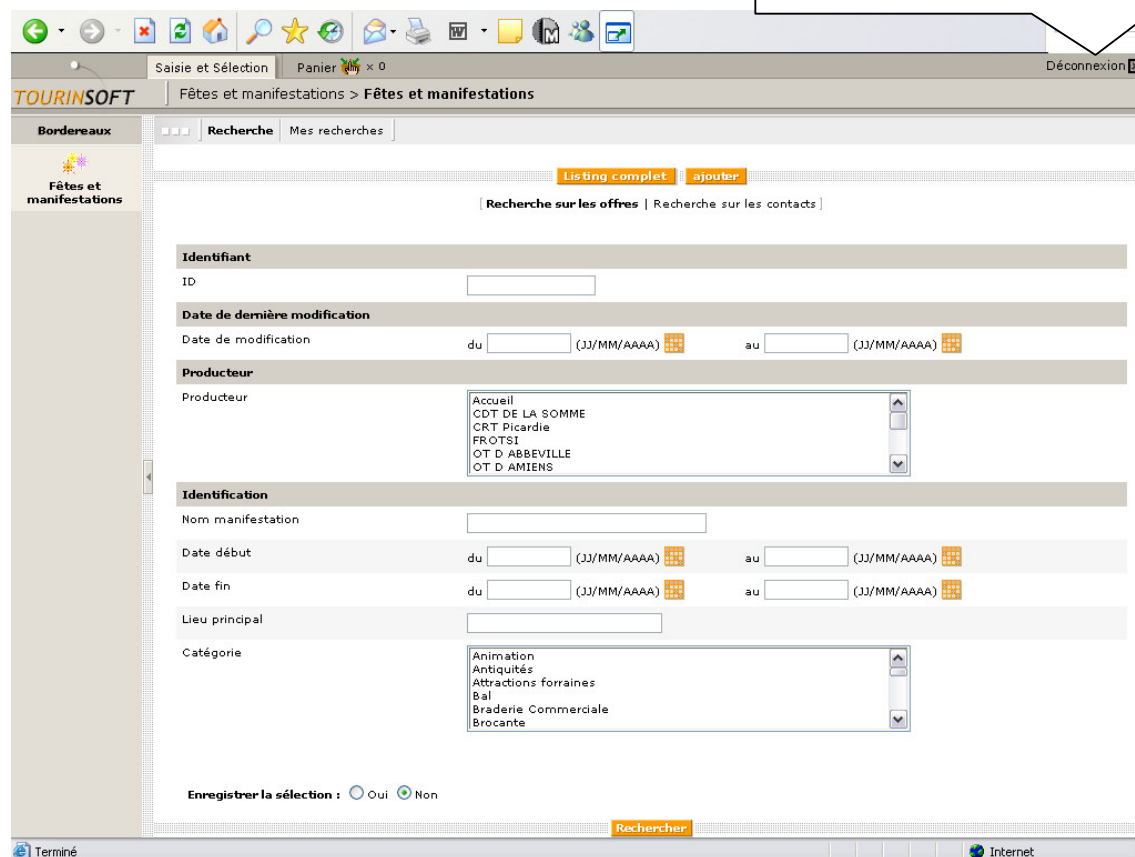 Saisie et Sélection Panier × 0 Déconnexion
TOURINSOFT Fêtes et manifestations > Fêtes et manifestations
Bordereaux Recherche Mes recherches
Fêtes et
manifestations
Listing complet ajouter
[ Recherche sur les offres | Recherche sur les contacts ]
Identifiant
ID
Date de dernière modification
Date de modification du (JJ/MM/AAAA) au (JJ/MM/AAAA)
Producteur
Producteur
Accueil
CDT DE LA SOMME
CRT Picardie
FROTSI
OT D ABBEVILLE
OT D AMIENS
Identification
Nom manifestation
Date début du (JJ/MM/AAAA) au (JJ/MM/AAAA)
Date fin du (JJ/MM/AAAA) au (JJ/MM/AAAA)
Lieu principal
Catégorie
Animation
Antiquités
Attractions forraines
Bal
Braderie Commerciale
Brocante
Enregistrer la sélection : Oui Non
Rechercher
Terminé Internet